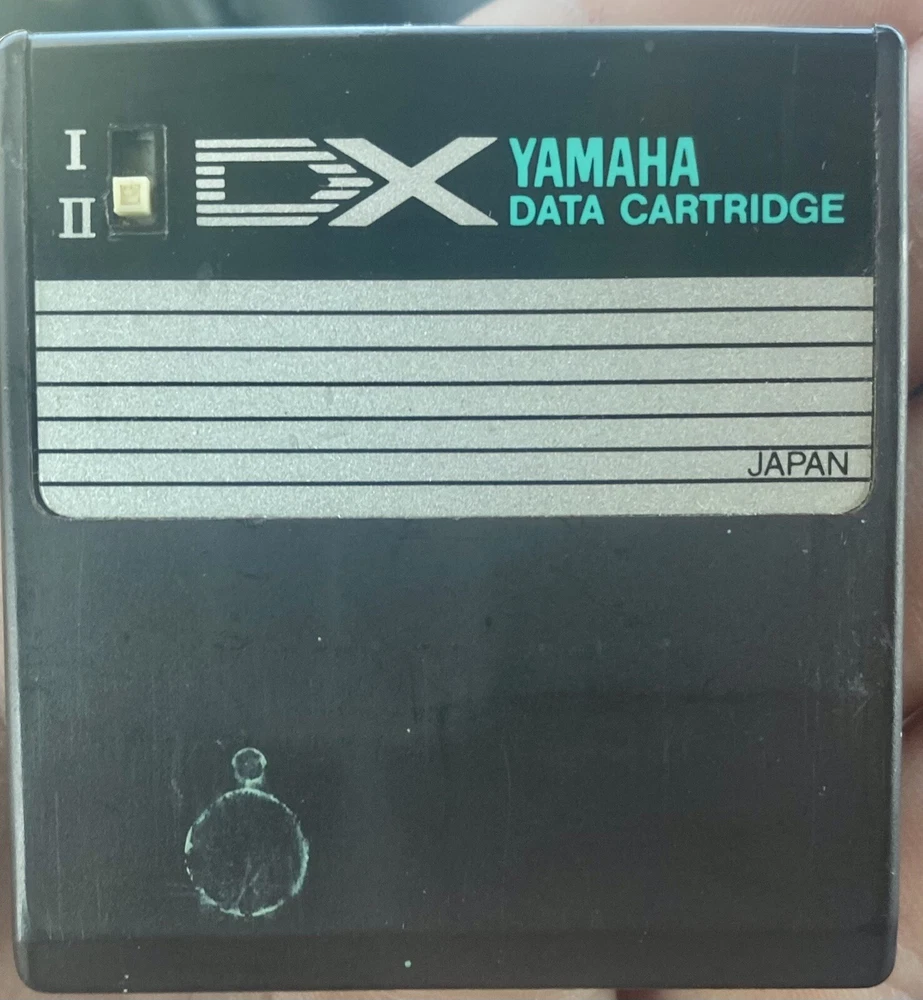 I
II
DX YAMAHA
DATA CARTRIDGE
JAPAN